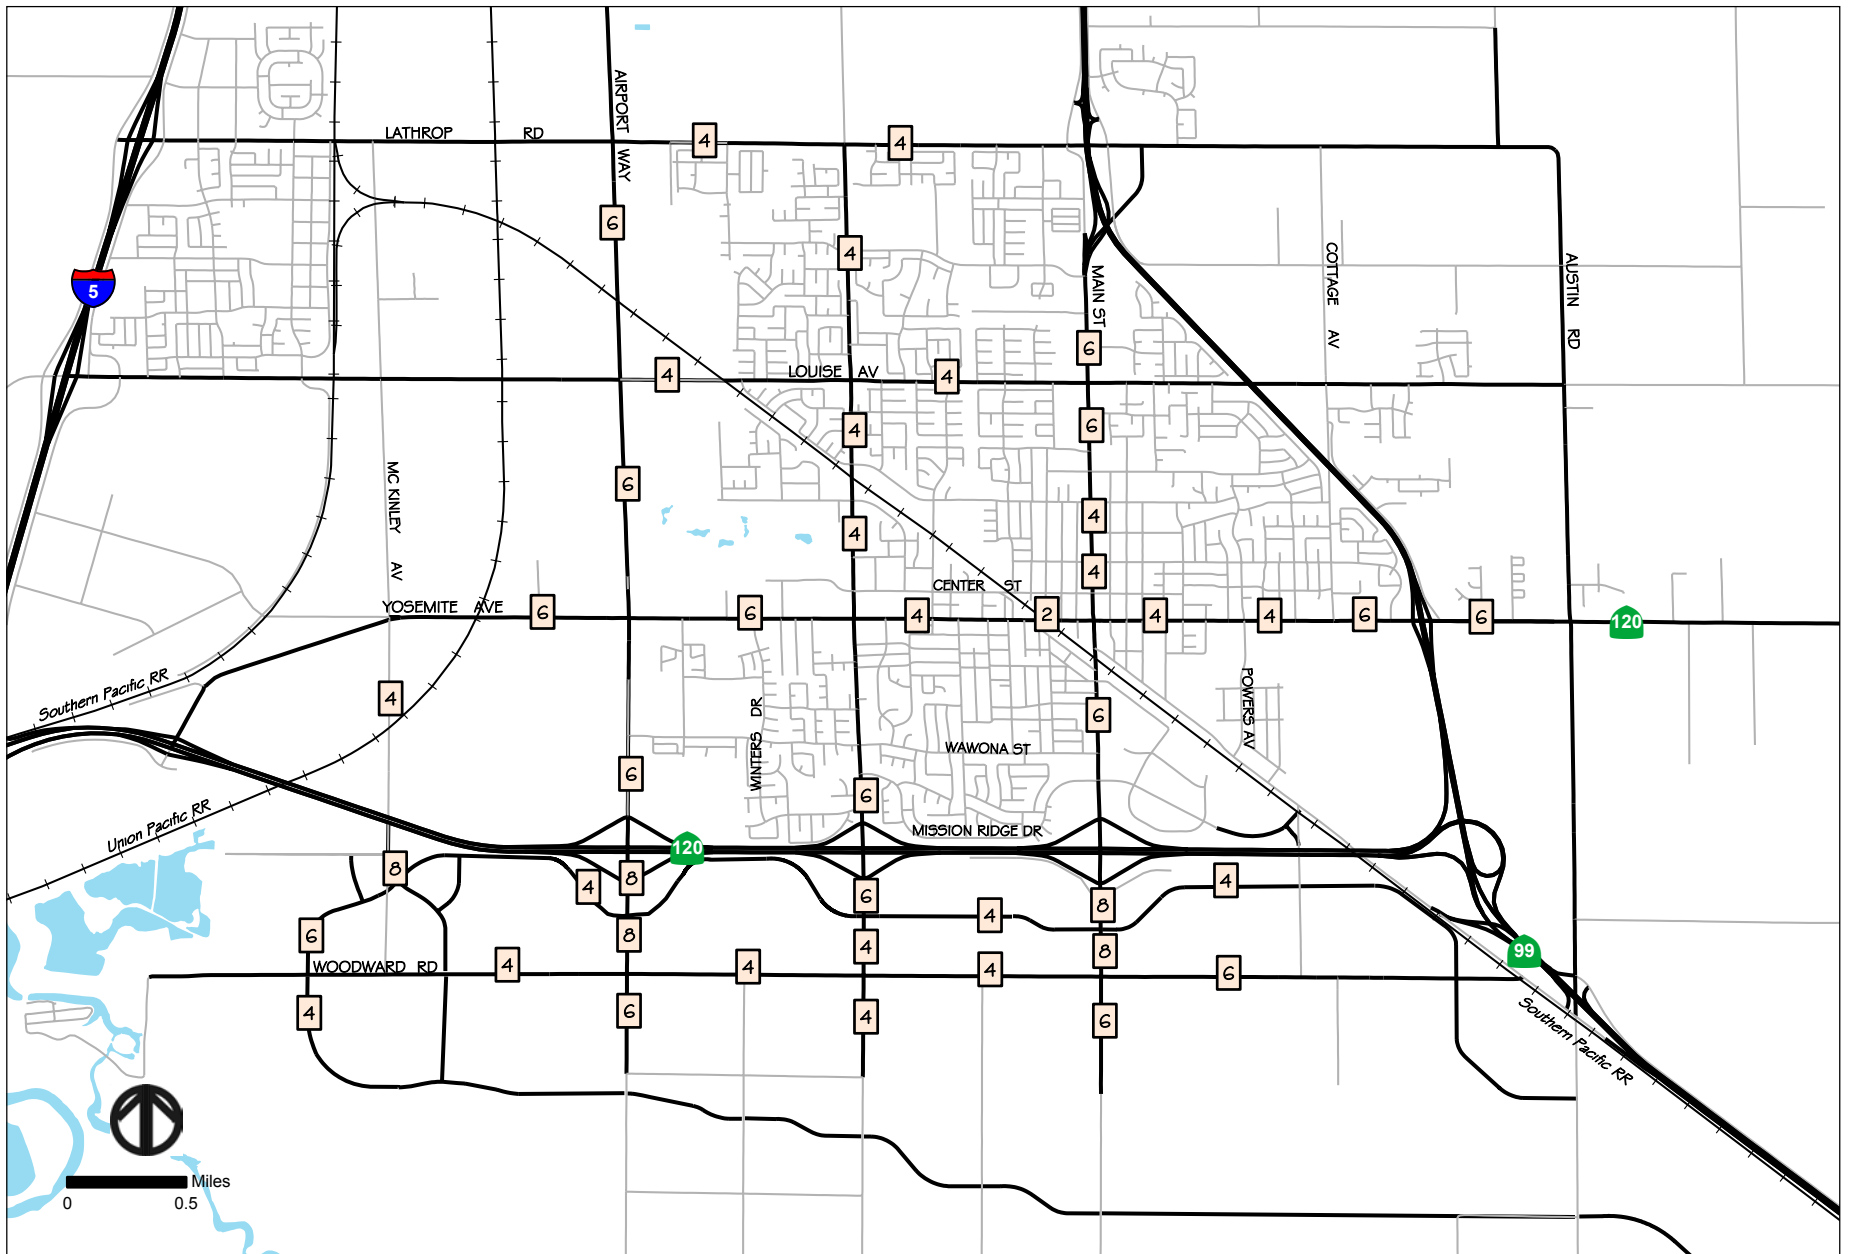 AIRPORT WAY
LATHROP RD
4
4
6
4
5
MAIN ST
COTTAGE AV
AUSTIN RD
6
4
LOUISE AV
4
6
4
MC KINLEY AV
6
4
4
4
CENTER ST
YOSEMITE AVE
6
6
4
2
4
4
6
6
120
Southern Pacific RR
4
WINTERS DR
6
POWERS AV
WAWONA ST
6
6
Union Pacific RR
MISSION RIDGE DR
120
8
4
8
6
4
8
4
6
8
4
8
WOODWARD RD
4
4
4
6
99
4
6
4
6
Southern Pacific RR
Miles
0 0.5